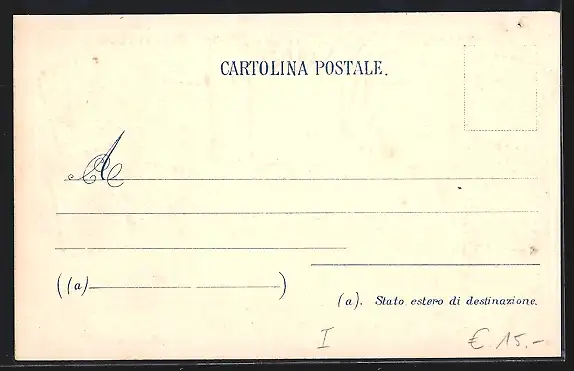 CARTOLINA POSTALE.
A
((a) )
(a). Stato estero di destinazione.
I € 15.-